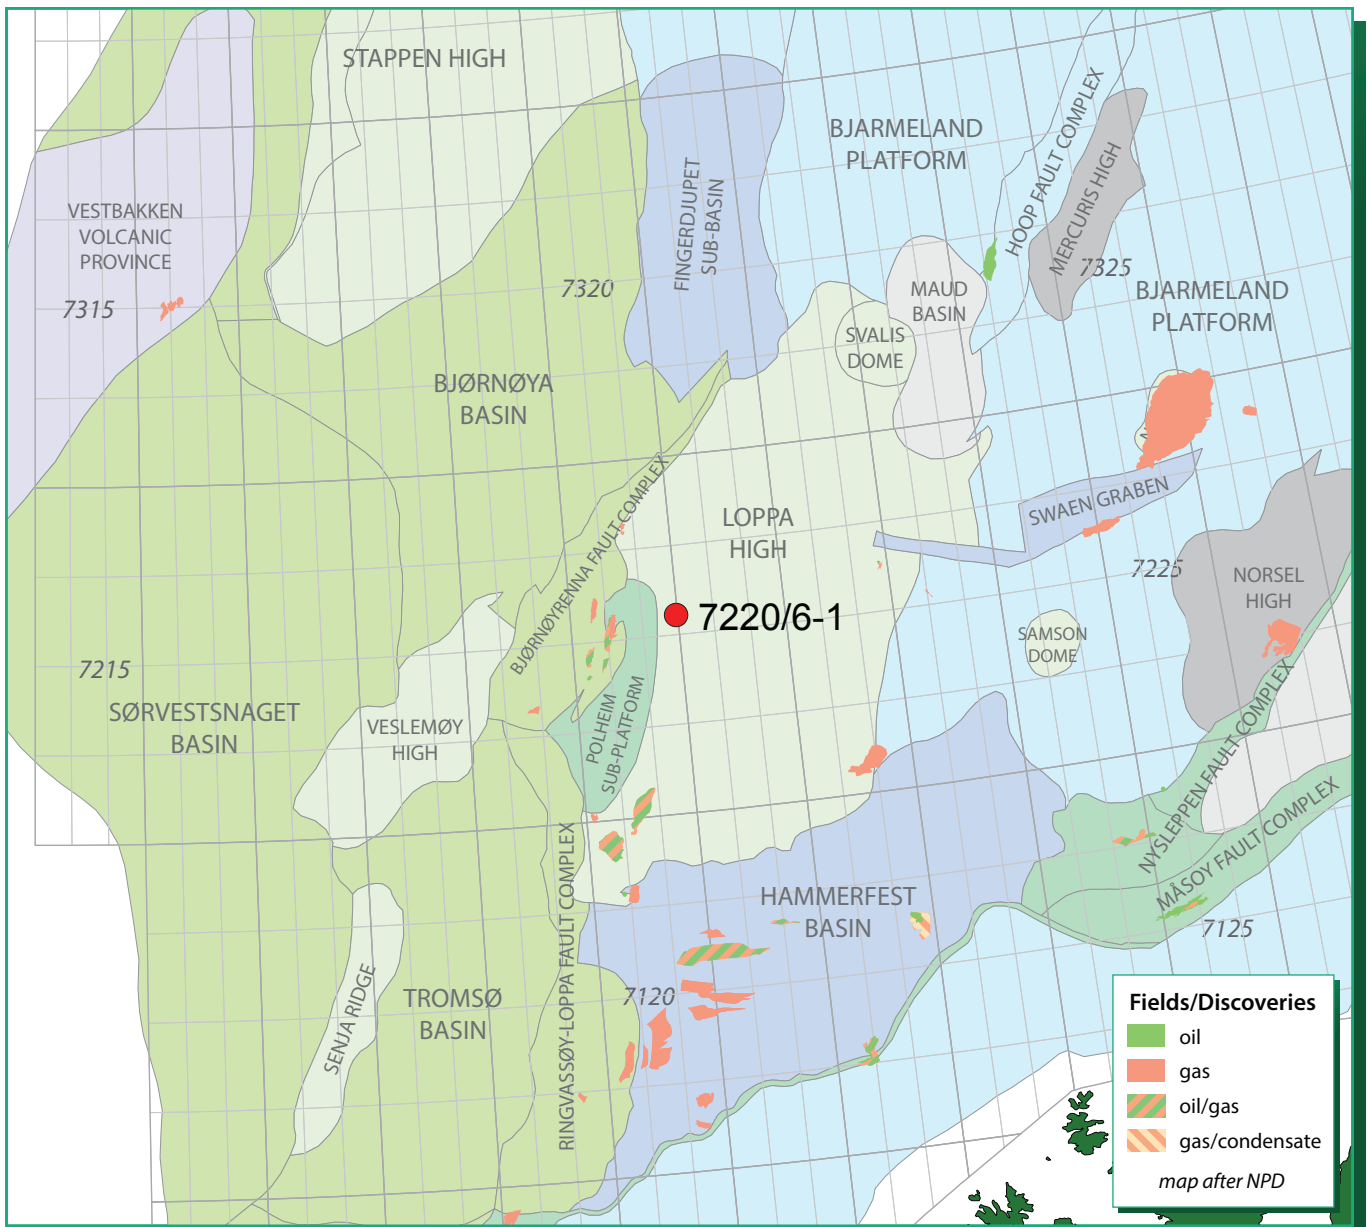 STAPPEN HIGH
BJARMELAND
PLATFORM
HOOP FAULT COMPLEX
MERCURIS HIGH
7325
VESTBAKKEN
VOLCANIC
PROVINCE
7315
FINGERDJUPET
SUB-BASIN
7320
MAUD
BASIN
SVALIS
DOME
BJARMELAND
PLATFORM
BJØRNØYA
BASIN
BJØRNØYRENNA FAULT COMPLEX
LOPPA
HIGH
SWAEN GRABEN
7225
NORSEL
HIGH
7220/6-1
SAMSON
DOME
7215
SØRVESTSNAGET
BASIN
VESLEMØY
HIGH
POLHEIM
SUB-PLATFORM
NYSLEPPEN FAULT COMPLEX
MÅSOY FAULT COMPLEX
7125
RINGVASSØY-LOPPA FAULT COMPLEX
HAMMERFEST
BASIN
7120
SENJA RIDGE
TROMSØ
BASIN
Fields/Discoveries
oil
gas
oil/gas
gas/condensate
map after NPD